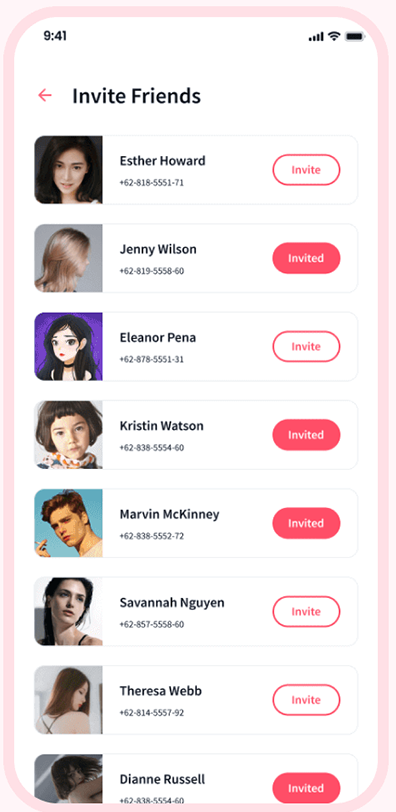 9:41
Invite Friends
Esther Howard
+62-818-5551-71
Invite
Jenny Wilson
+62-819-5558-60
Invited
Eleanor Pena
+62-878-5551-31
Invite
Kristin Watson
+62-838-5554-60
Invited
Marvin McKinney
+62-838-5552-72
Invited
Savannah Nguyen
+62-857-5558-60
Invite
Theresa Webb
+62-814-5557-92
Invite
Dianne Russell
+62-838-5554-60
Invited